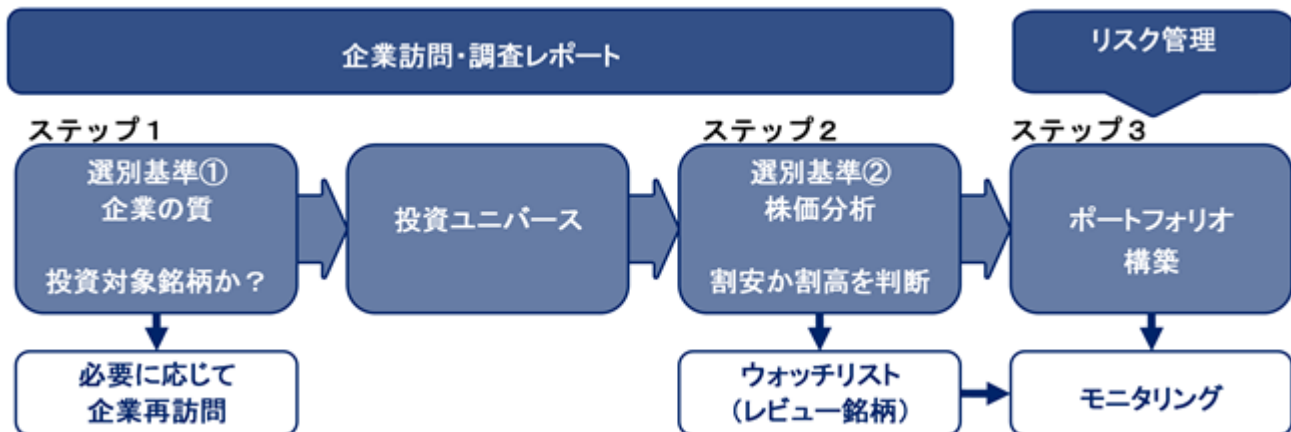 企業訪問・調査レポート
リスク管理
ステップ１
選別基準①
企業の質
投資対象銘柄か？
投資ユニバース
ステップ２
選別基準②
株価分析
割安か割高を判断
ステップ３
ポートフォリオ
構築
必要に応じて
企業再訪問
ウォッチリスト
（レビュー銘柄）
モニタリング